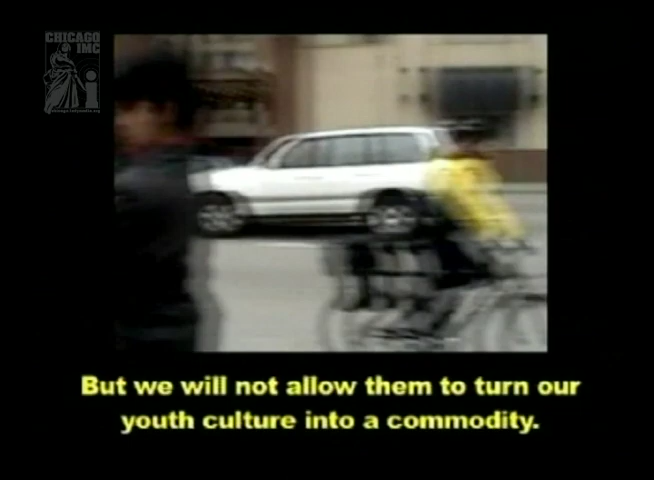 CHICAGO
IMC
But we will not allow them to turn our
youth culture into a commodity.